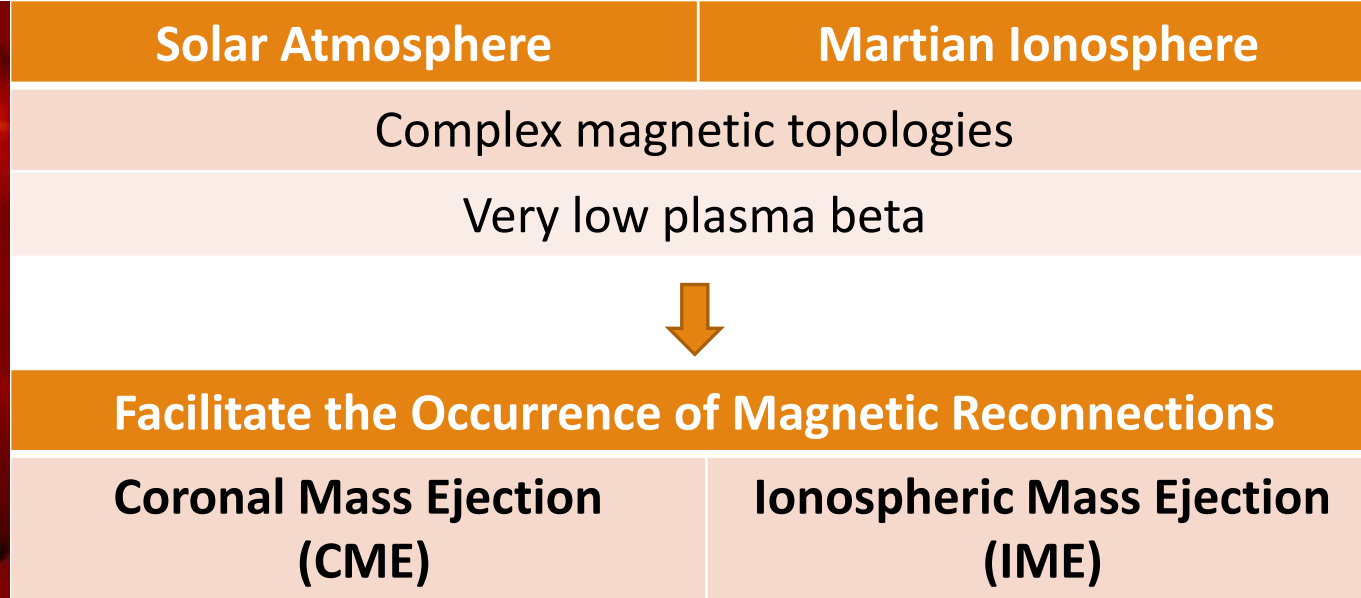 Solar Atmosphere
Martian Ionosphere
Complex magnetic topologies
Very low plasma beta
Facilitate the Occurrence of Magnetic Reconnections
Coronal Mass Ejection
(CME)
Ionospheric Mass Ejection
(IME)